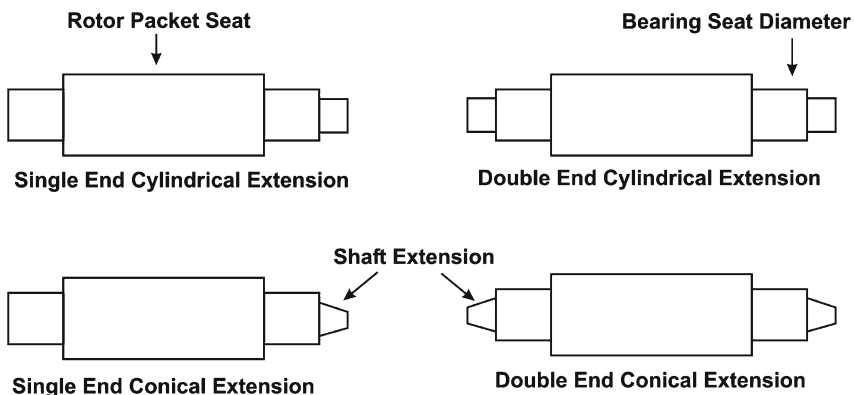 Rotor Packet Seat
Bearing Seat Diameter
Single End Cylindrical Extension
Double End Cylindrical Extension
Shaft Extension
Single End Conical Extension
Double End Conical Extension